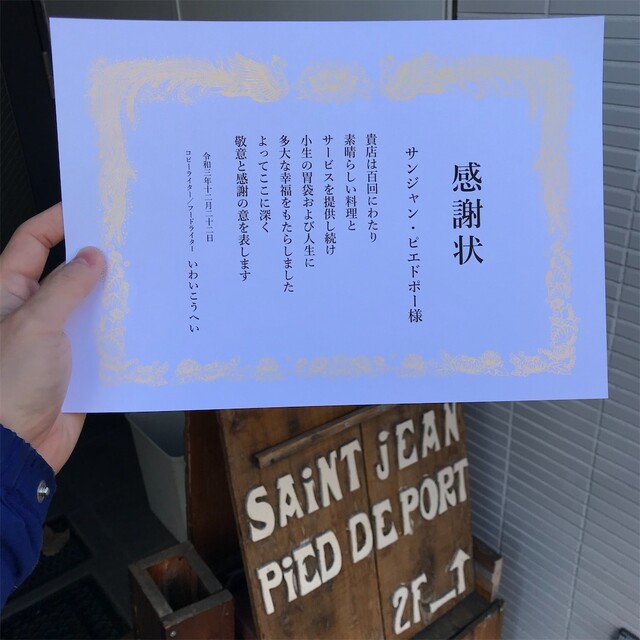 感謝状
サンジャン・ピエドポー様
貴店は百回にわたり
素晴らしい料理と
サービスを提供し続け
小生の胃袋および人生に
多大な幸福をもたらしました
よってここに深く
敬意と感謝の意を表します
令和三年十二月二十二日
コピーライター/フードライター いわいこうへい
SAiNT JEAN
PiED DE PORT
2F